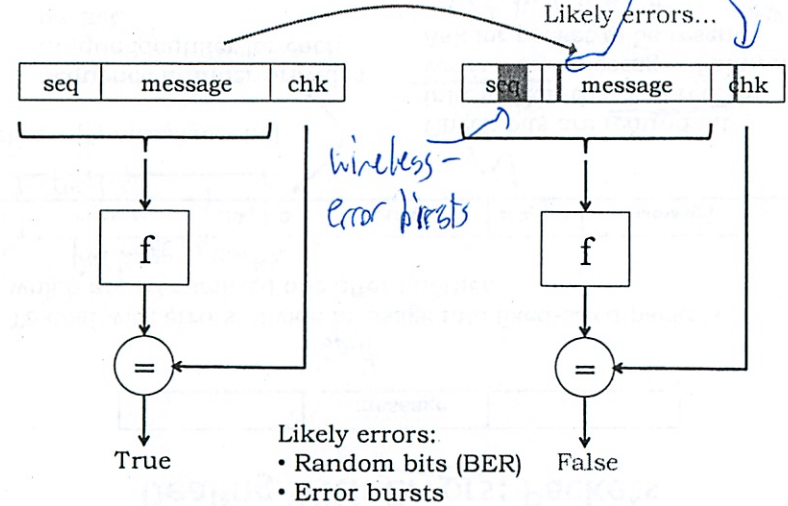 Likely errors...
seq message chk
seq message chk
wireless –
error bursts
f
f
=
=
True
False
Likely errors:
• Random bits (BER)
• Error bursts